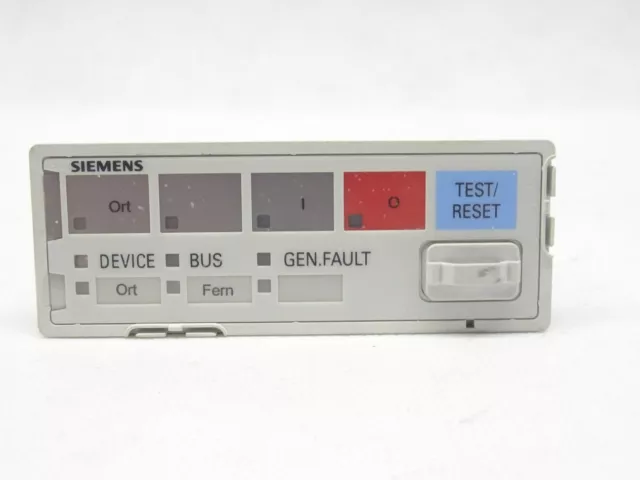 SIEMENS
Ort
I
O
TEST/
RESET
DEVICE
BUS
GEN.FAULT
Ort
Fern